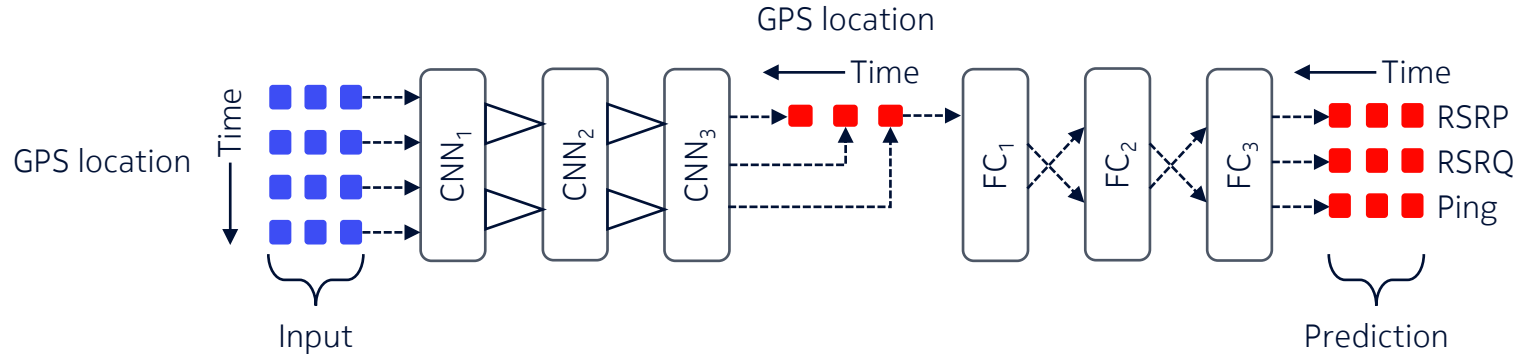 GPS location
Time
Time
RSRP
RSRQ
Ping
GPS location
Time
CNN₁
CNN₂
CNN₃
FC₁
FC₂
FC₃
Input
Prediction